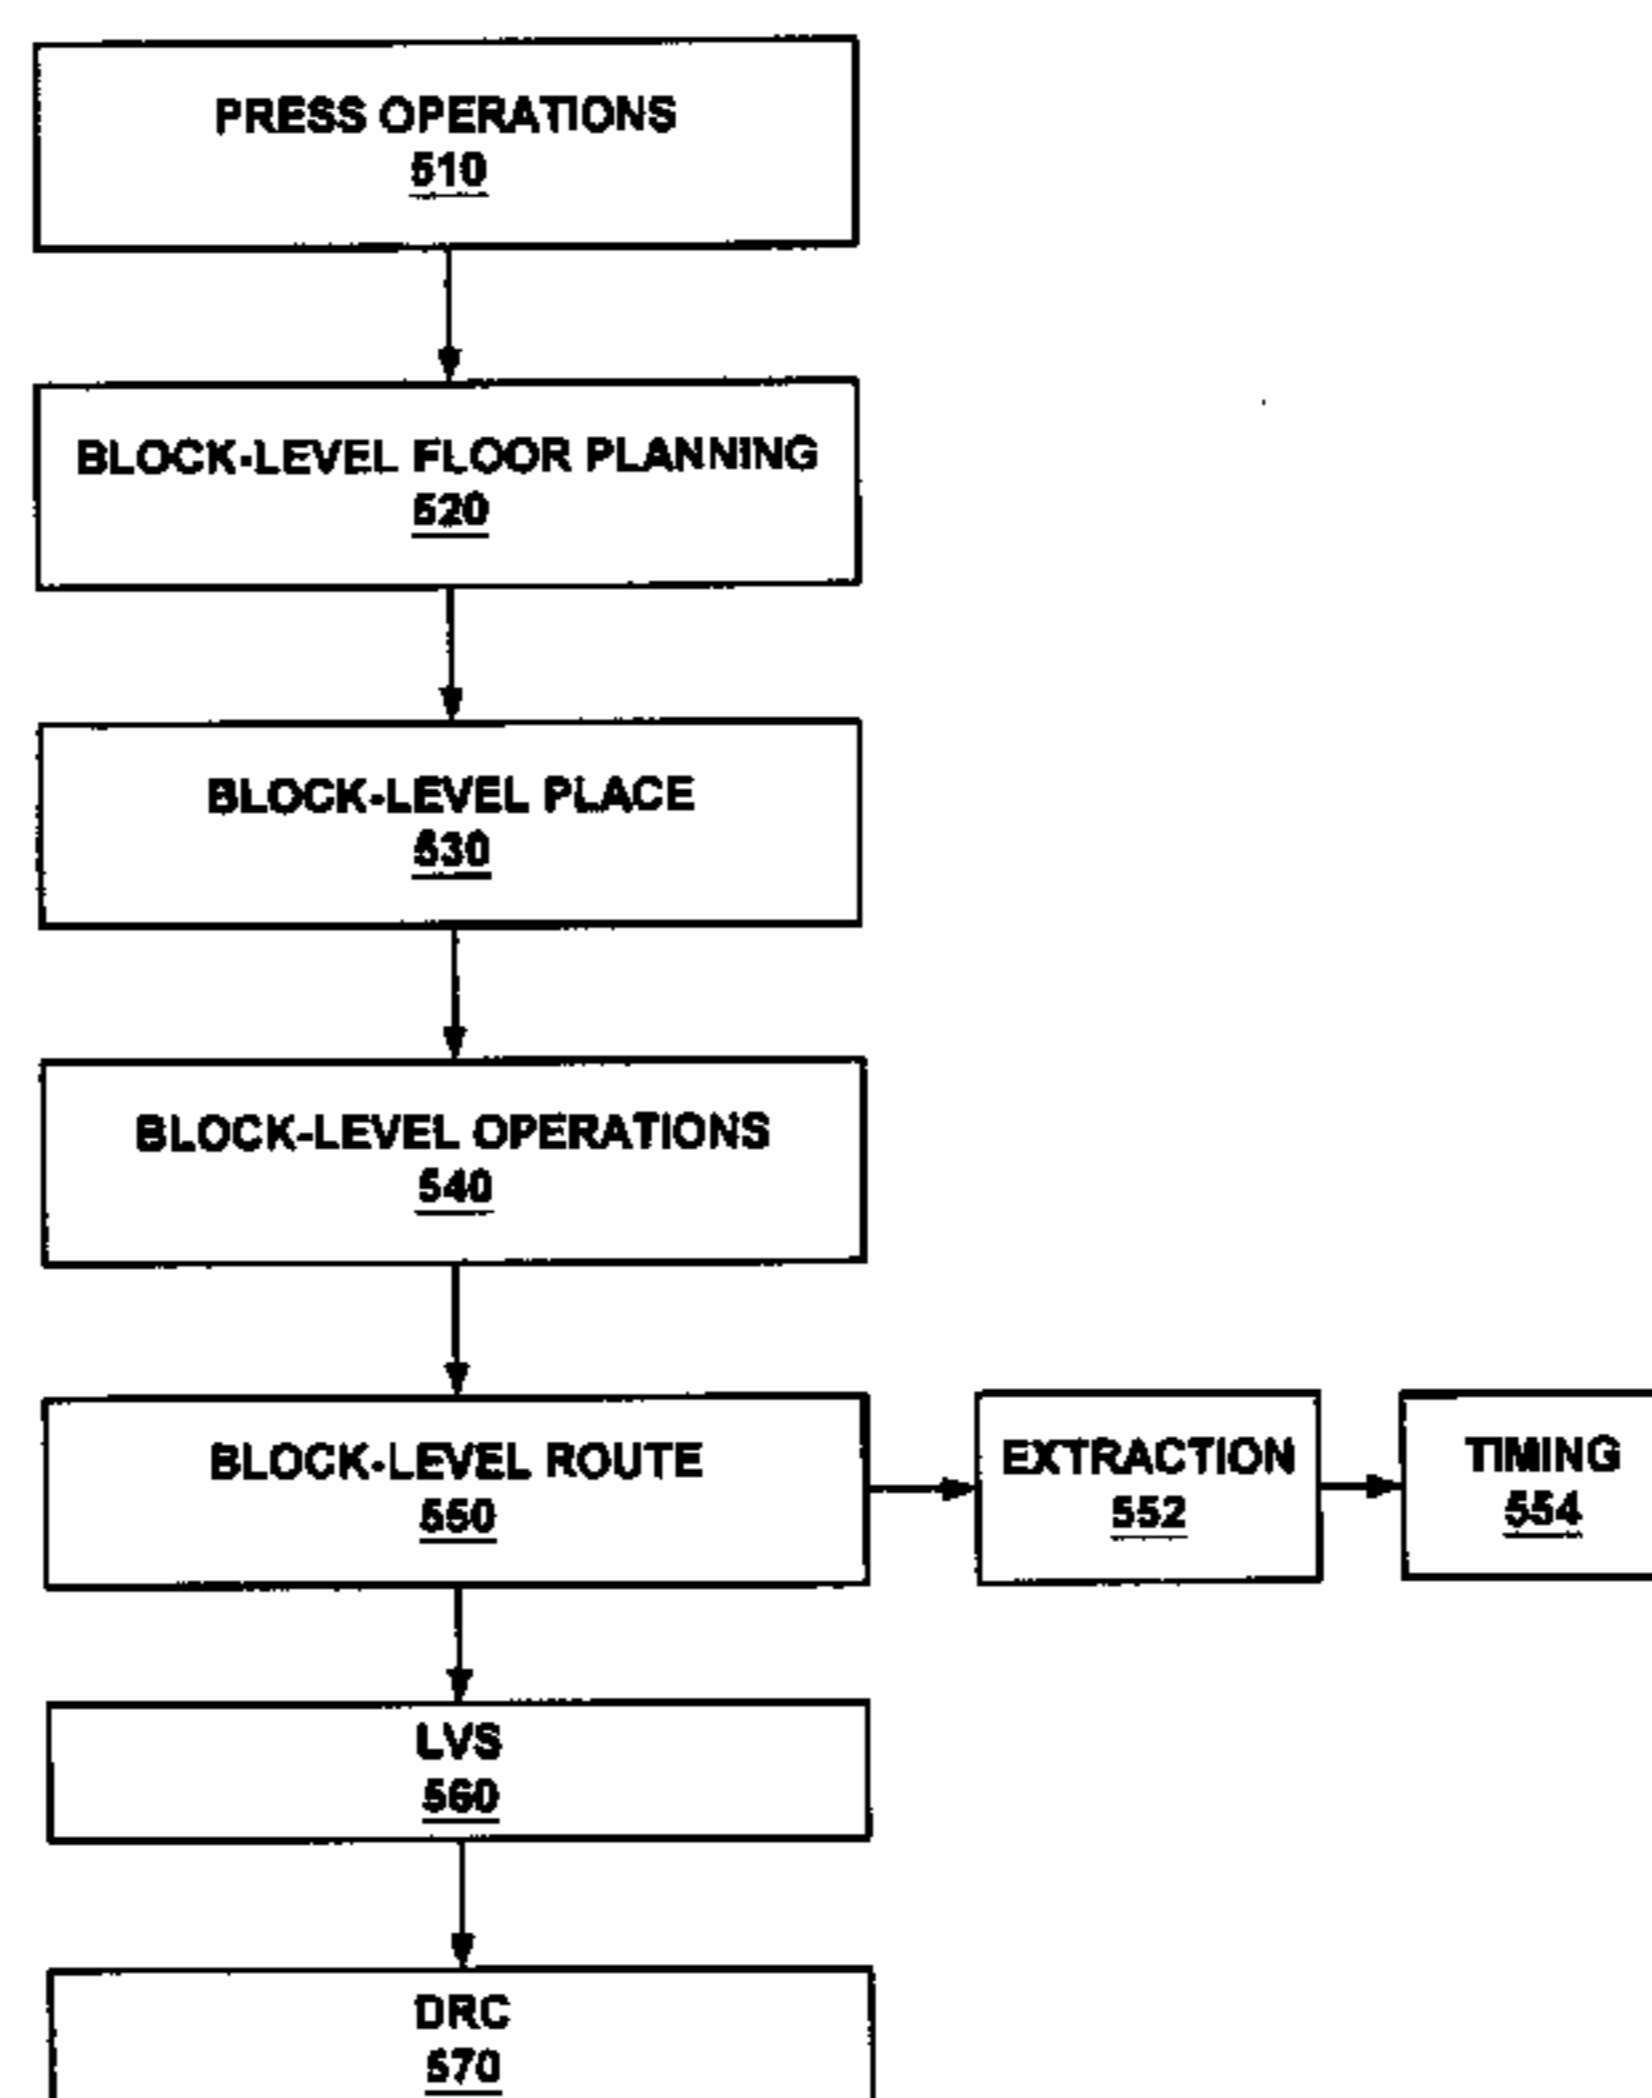 PRESS OPERATIONS
510
BLOCK-LEVEL FLOOR PLANNING
520
BLOCK-LEVEL PLACE
530
BLOCK-LEVEL OPERATIONS
540
BLOCK-LEVEL ROUTE
550
EXTRACTION
552
TIMING
554
LVS
560
DRC
570